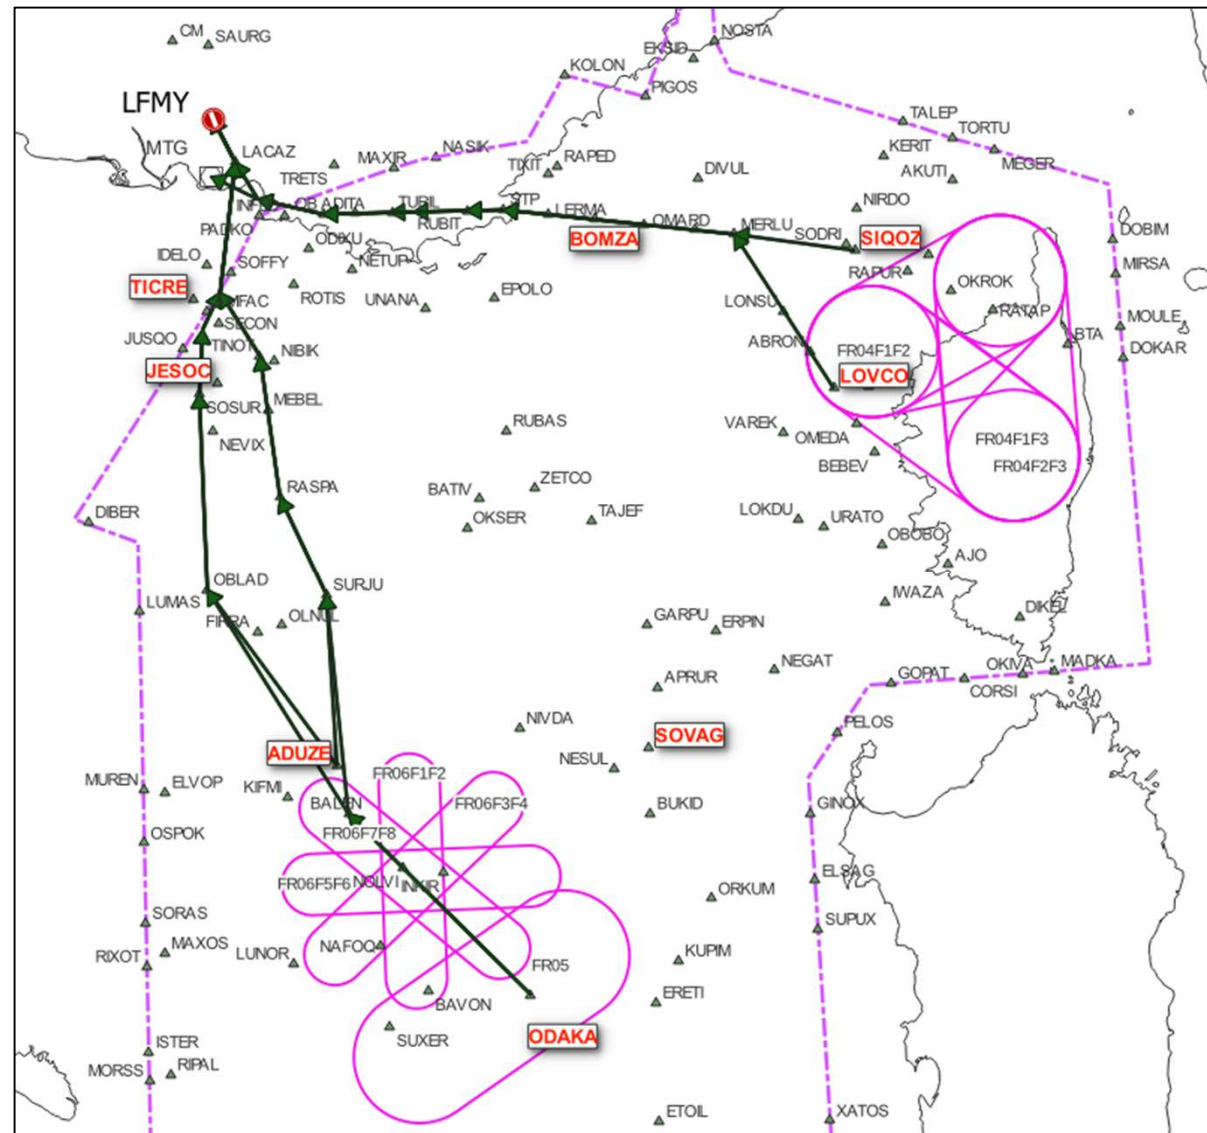 CM
SAURG
NOSTA
EKSID
KOLON
PIGOS
LFMY
TALEP
TORTU
MTG
LACAZ
MAXIR
NASIK
TIXIT
RAPED
KERIT
MEGER
DIVUL
AKUTI
TRETS
STP
LERMA
NIRDO
OB
ADITA
TUBIL
RUBIT
OMARD
MERLU
SODRI
SIQOZ
PADKO
BOMZA
DOBIM
IDELO
ODIXU
SOFFY
NETUP
RAPUR
MIRSA
TICRE
ROTIS
UNANA
EPOLO
OKROK
MFAC
LONSU
RATAP
SECON
MOULE
JUSQO
TINOT
NIBIK
ABRON
FR04F1F2
BTA
DOKAR
JESOC
LOVCO
SOSUR
MEBEL
NEVIX
RUBAS
VAREK
OMEDA
FR04F1F3
BEBEV
FR04F2F3
RASPA
BATIV
ZETCO
DIBER
OKSER
TAJEF
LOKDU
URATO
OBOBO
AJO
OBLAD
SURJU
LUMAS
OLNUL
GARPU
ERPIN
IWAZA
DIKEL
NEGAT
OKIVA
MADKA
APRUR
GOPAT
CORSI
NIVDA
SOVAG
PELOS
ADUZE
NESUL
MUREN
ELVOP
KIFMI
FR06F1F2
BADEN
FR06F3F4
BUKID
GINOX
OSPOK
FR06F7F8
FR06F5F6
NOLVI
INKIR
ELSAG
ORKUM
SORAS
SUPUX
RIXOT
MAXOS
LUNOR
NAFOQ
KUPIM
FR05
BAVON
ERETI
SUXER
ODAKA
ISTER
MORSS
RIPAL
ETOIL
XATOS